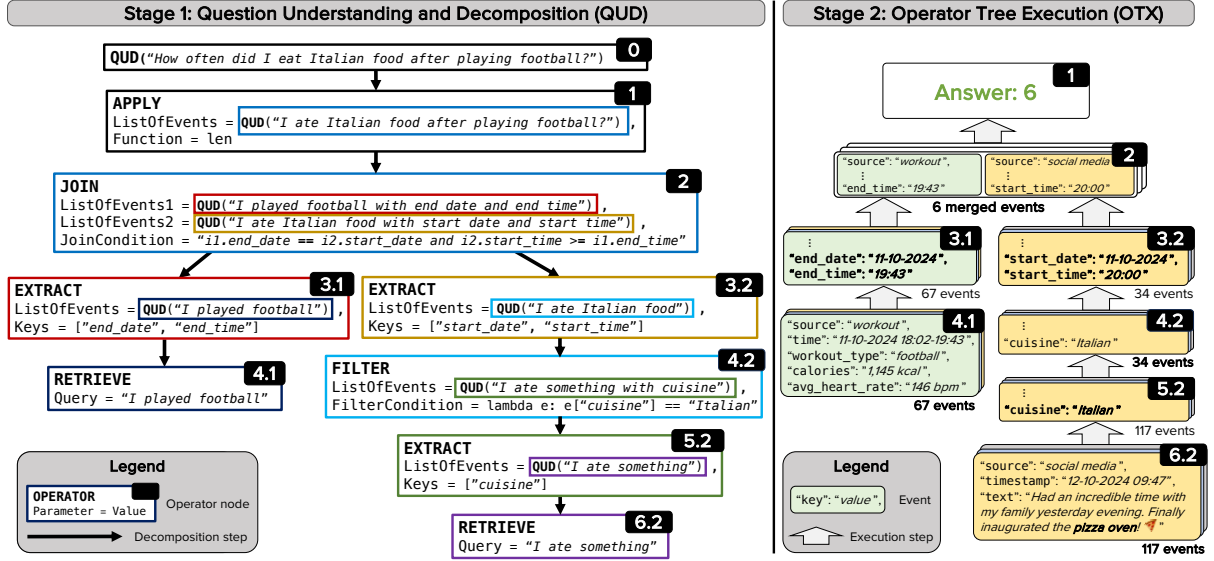 Stage 1: Question Understanding and Decomposition (QUD)
0
QUD("How often did I eat Italian food after playing football?")
1
APPLY
ListOfEvents = QUD("I ate Italian food after playing football?") ,
Function = len
2
JOIN
ListOfEvents1 = QUD("I played football with end date and end time") ,
ListOfEvents2 = QUD("I ate Italian food with start date and start time") ,
JoinCondition = "i1.end_date == i2.start_date and i2.start_time >= i1.end_time"
3.1
EXTRACT
ListOfEvents = QUD("I played football") ,
Keys = ["end_date", "end_time"]
3.2
EXTRACT
ListOfEvents = QUD("I ate Italian food") ,
Keys = ["start_date", "start_time"]
4.1
RETRIEVE
Query = "I played football"
4.2
FILTER
ListOfEvents = QUD("I ate something with cuisine") ,
FilterCondition = lambda e: e["cuisine"] == "Italian"
5.2
EXTRACT
ListOfEvents = QUD("I ate something") ,
Keys = ["cuisine"]
6.2
RETRIEVE
Query = "I ate something"
Legend
OPERATOR
Parameter = Value
Operator node
Decomposition step
Stage 2: Operator Tree Execution (OTX)
1
Answer: 6
2
"source": "workout",
⋮
"end_time": "19:43"
"source": "social media
⋮
"start_time": "20:00"
6 merged events
3.1
⋮
"end_date": "11-10-2024",
"end_time": "19:43"
67 events
3.2
⋮
"start_date": "11-10-2024",
"start_time": "20:00"
34 events
4.1
"source": "workout",
"time": "11-10-2024 18:02-19:43",
"workout_type": "football",
"calories": "1,145 kcal",
"avg_heart_rate": "146 bpm"
67 events
4.2
⋮
"cuisine": "Italian"
34 events
5.2
⋮
"cuisine": "Italian"
117 events
6.2
"source": "social media",
"timestamp": "12-10-2024 09:47",
"text": "Had an incredible time with
my family yesterday evening. Finally
inaugurated the pizza oven! 🍕"
117 events
Legend
"key": "value",
Event
Execution step